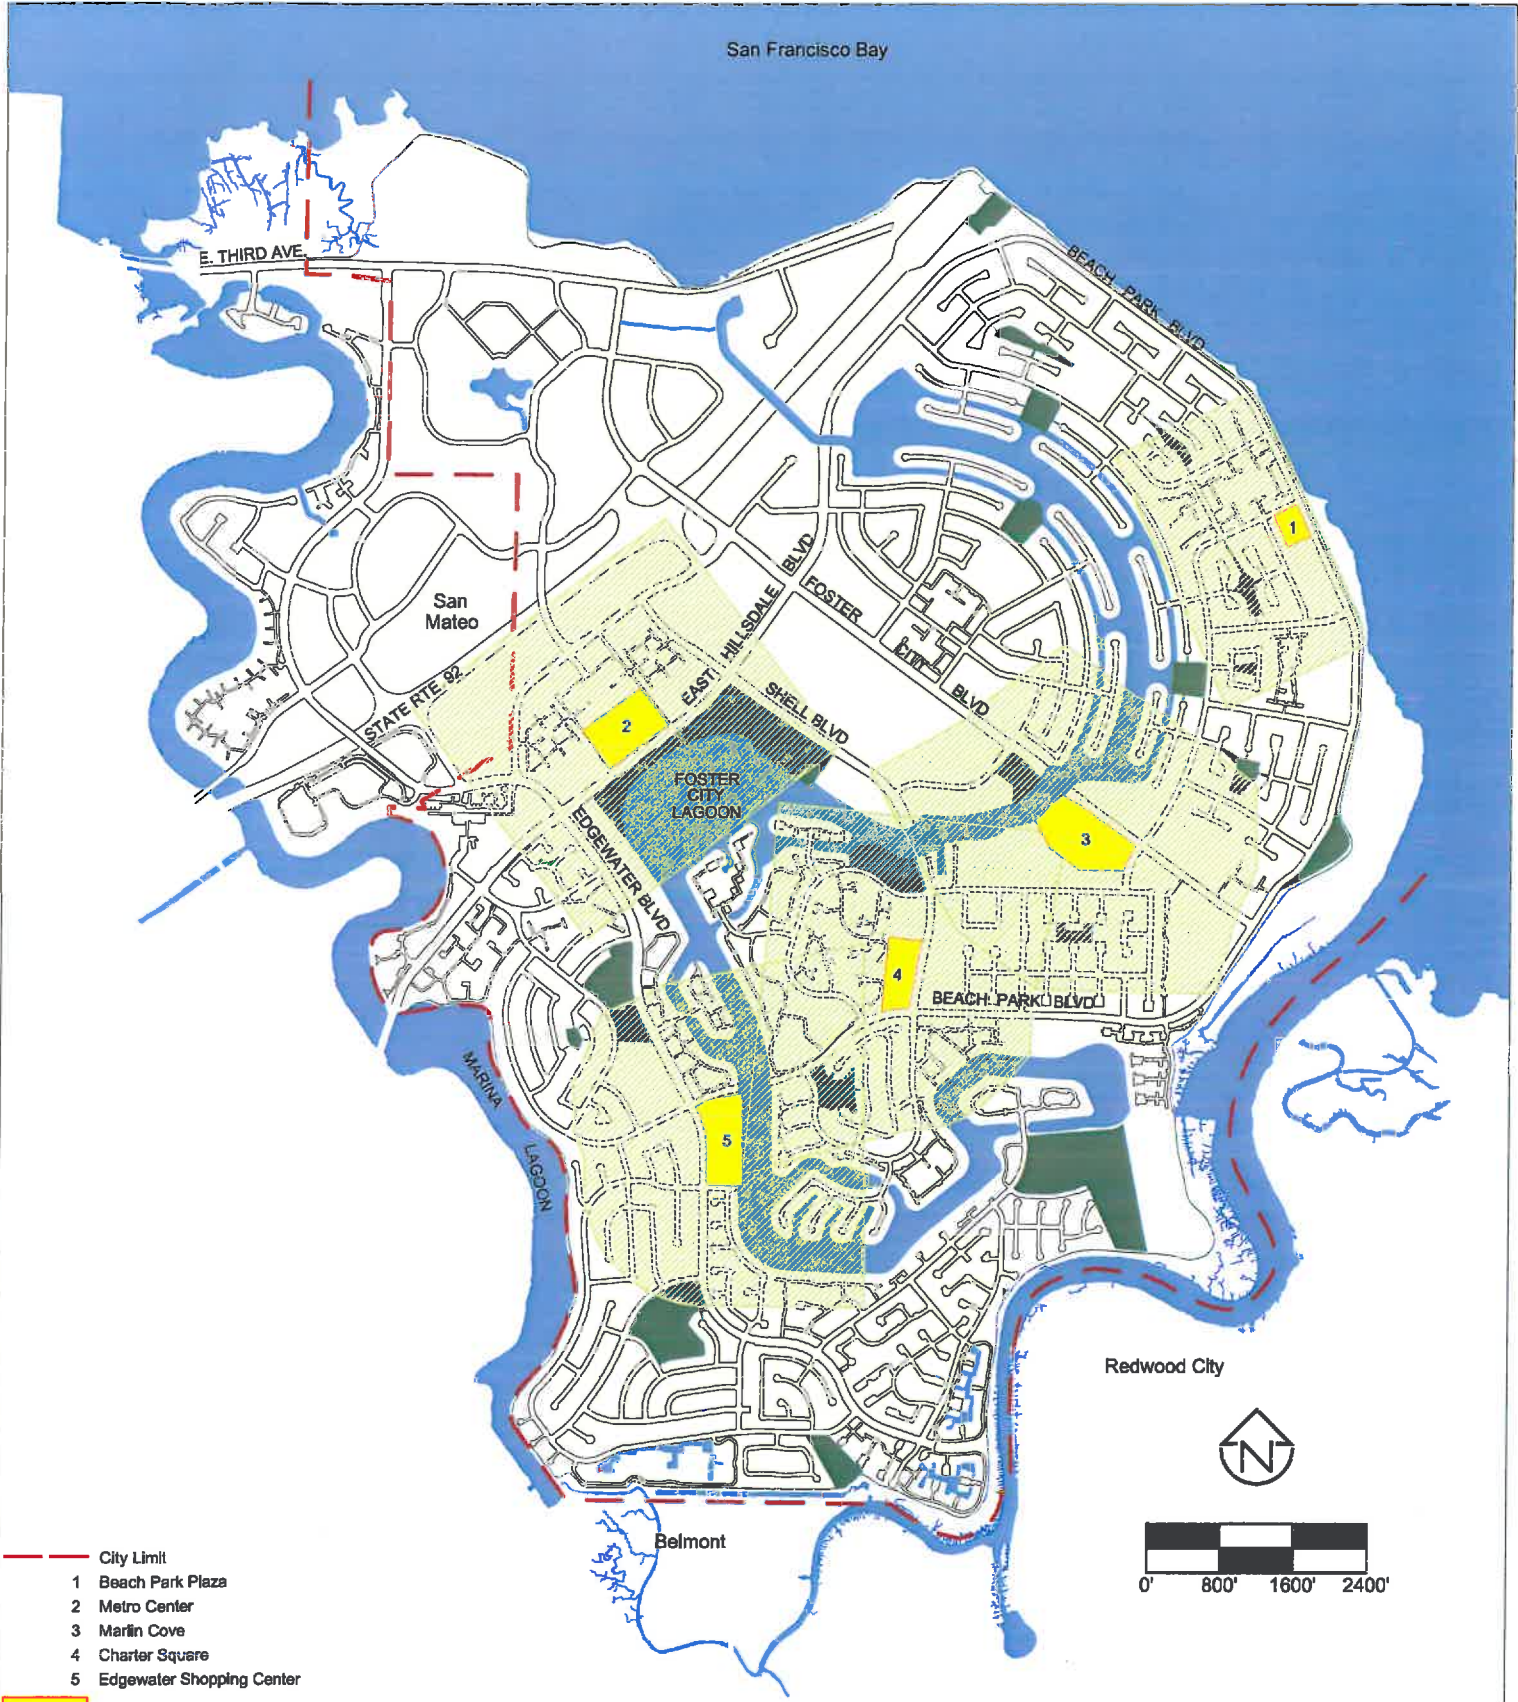 San Francisco Bay
E. THIRD AVE.
BEACH PARK BLVD
1
San
Mateo
STATE RTE. 92
EAST HILLSDALE BLVD
FOSTER CITY BLVD
SHELL BLVD
2
FOSTER
CITY
LAGOON
EDGEWATER BLVD
3
4
BEACH PARK BLVD
MARINA LAGOON
5
Redwood City
N
Belmont
0' 800' 1600' 2400'
City Limit
1 Beach Park Plaza
2 Metro Center
3 Marlin Cove
4 Charter Square
5 Edgewater Shopping Center